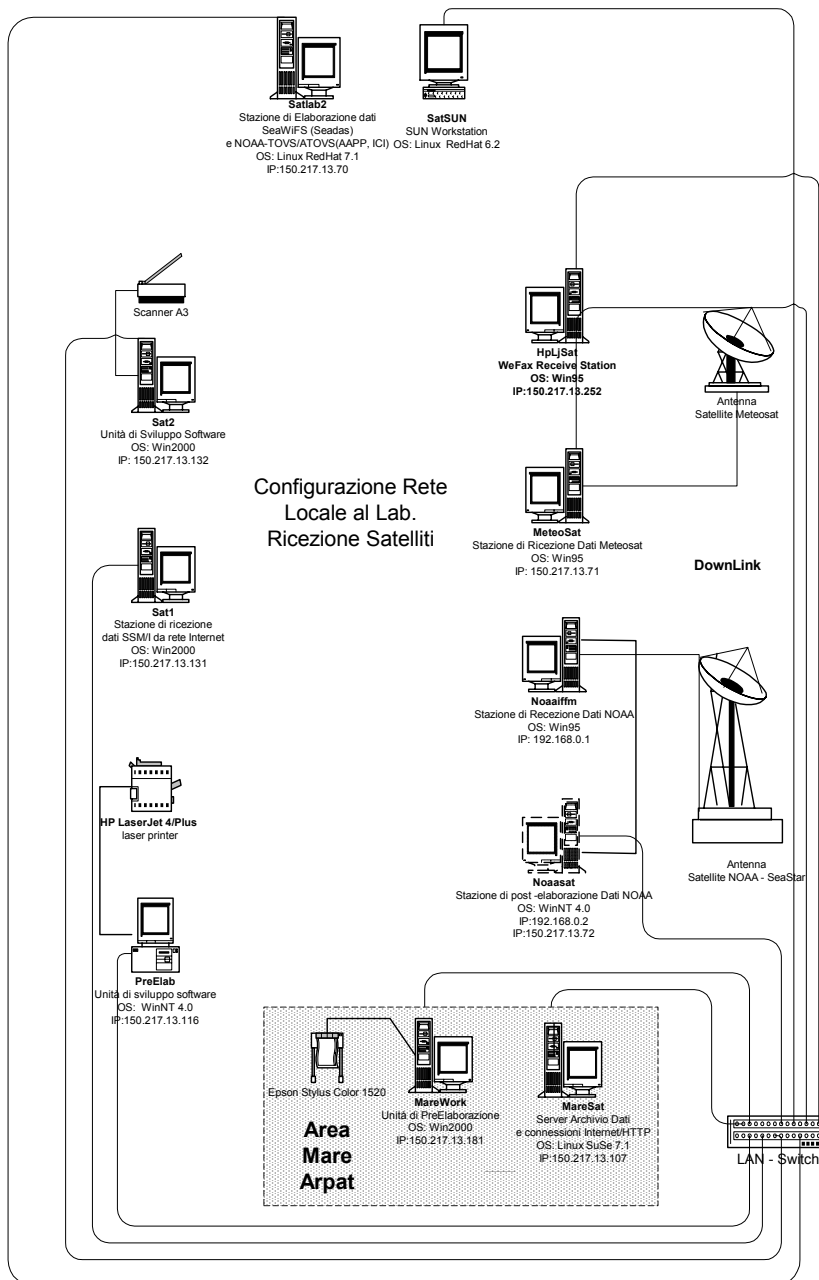 Satlab2
Stazione di Elaborazione dati
SeaWiFS (Seadas)
e NOAA-TOVS/ATOVS(AAPP, ICI)
OS: Linux RedHat 7.1
IP:150.217.13.70
SatSUN
SUN Workstation
OS: Linux RedHat 6.2
Scanner A3
HpLjSat
WeFax Receive Station
OS: Win95
IP:150.217.13.252
Antenna
Satellite Meteosat
Sat2
Unità di Sviluppo Software
OS: Win2000
IP: 150.217.13.132
Configurazione Rete
Locale al Lab.
Ricezione Satelliti
MeteoSat
Stazione di Ricezione Dati Meteosat
OS: Win95
IP: 150.217.13.71
DownLink
Sat1
Stazione di ricezione
dati SSM/I da rete Internet
OS: Win2000
IP:150.217.13.131
Noaaiffm
Stazione di Recezione Dati NOAA
OS: Win95
IP: 192.168.0.1
HP LaserJet 4/Plus
laser printer
Noaasat
Stazione di post -elaborazione Dati NOAA
OS: WinNT 4.0
IP:192.168.0.2
IP:150.217.13.72
Antenna
Satellite NOAA - SeaStar
PreElab
Unità di sviluppo software
OS: WinNT 4.0
IP:150.217.13.116
Epson Stylus Color 1520
MareWork
Unità di PreElaborazione
OS: Win2000
IP:150.217.13.181
MareSat
Server Archivio Dati
e connessioni Internet/HTTP
OS: Linux SuSe 7.1
IP:150.217.13.107
Area
Mare
Arpat
LAN - Switch